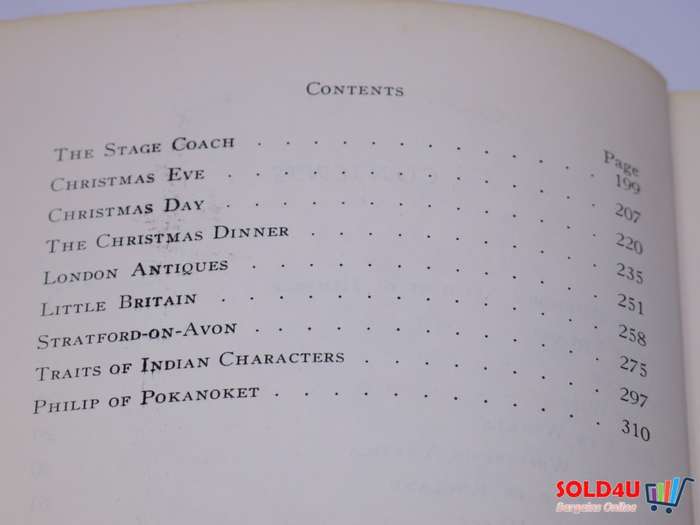 CONTENTS
Page
THE STAGE COACH . . . . . . . . . . . . 199
CHRISTMAS EVE . . . . . . . . . . . . . 207
CHRISTMAS DAY . . . . . . . . . . . . . 220
THE CHRISTMAS DINNER . . . . . . . . . . 235
LONDON ANTIQUES . . . . . . . . . . . . 251
LITTLE BRITAIN . . . . . . . . . . . . . 258
STRATFORD-ON-AVON . . . . . . . . . . . 275
TRAITS OF INDIAN CHARACTERS . . . . . . . . 297
PHILIP OF POKANOKET . . . . . . . . . . . 310
SOLD4U
Bargains Online